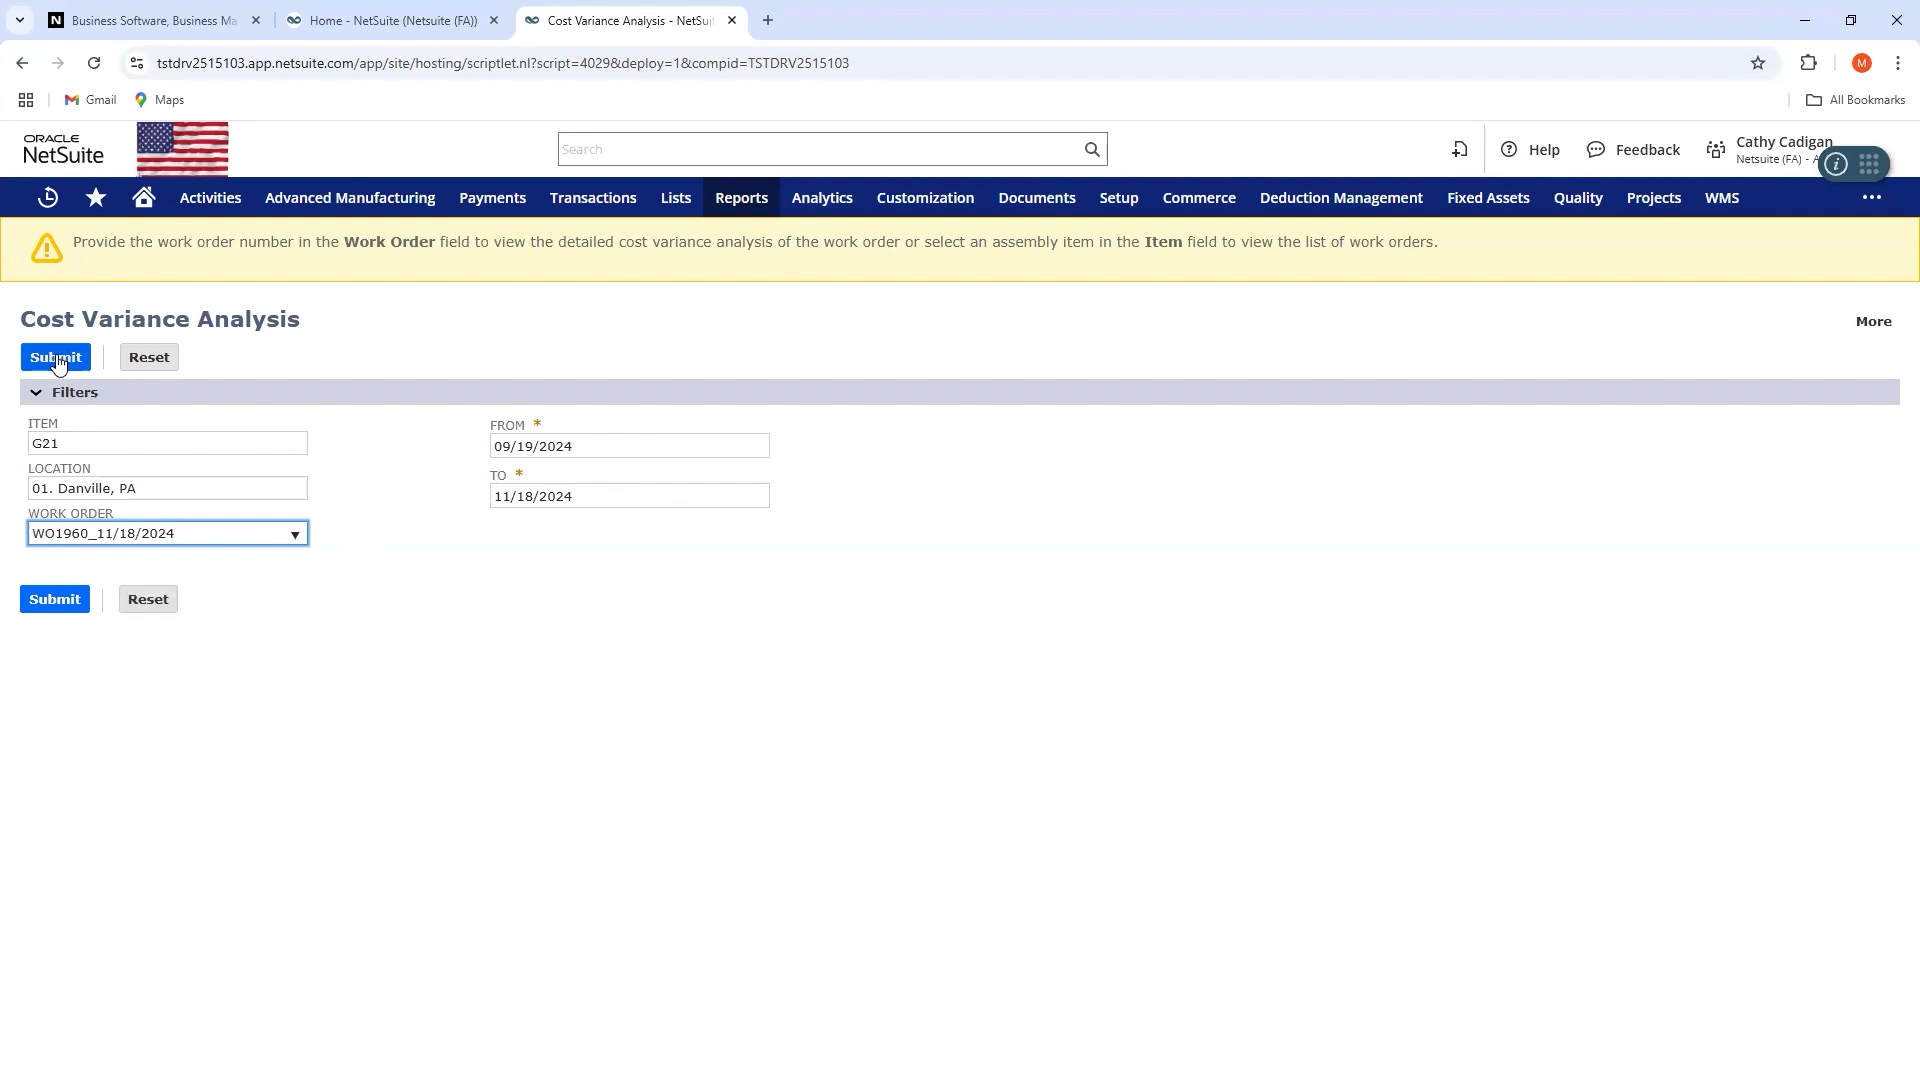 Business Software, Business Ma
Home - NetSuite (Netsuite (FA))
Cost Variance Analysis - NetSuit
tstdrv2515103.app.netsuite.com/app/site/hosting/scriptlet.nl?script=4029&deploy=1&compid=TSTDRV2515103
M
Gmail
Maps
All Bookmarks
ORACLE
NetSuite
Search
Help
Feedback
Cathy Cadigan
Netsuite (FA) - A
Activities
Advanced Manufacturing
Payments
Transactions
Lists
Reports
Analytics
Customization
Documents
Setup
Commerce
Deduction Management
Fixed Assets
Quality
Projects
WMS
Provide the work order number in the Work Order field to view the detailed cost variance analysis of the work order or select an assembly item in the Item field to view the list of work orders.
Cost Variance Analysis
More
Submit
Reset
Filters
ITEM
G21
LOCATION
01. Danville, PA
WORK ORDER
WO1960_11/18/2024
FROM *
09/19/2024
TO *
11/18/2024
Submit
Reset